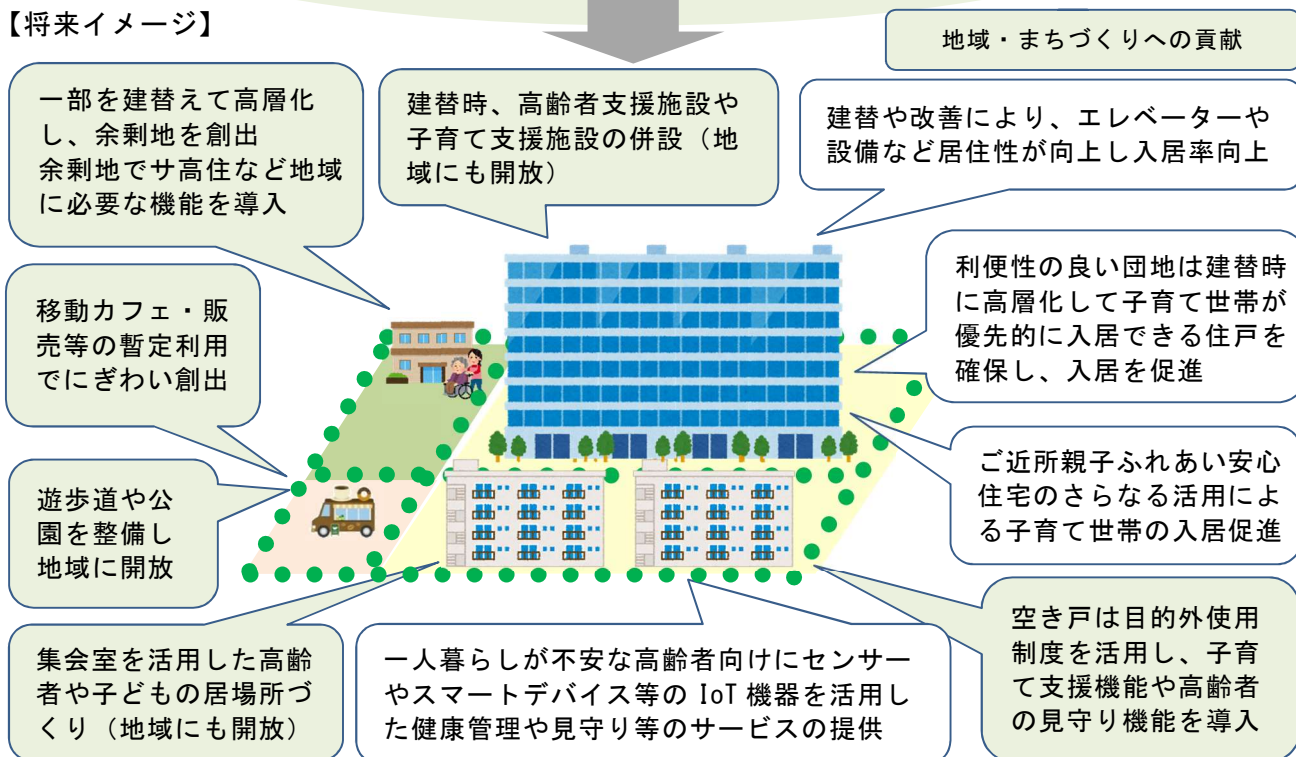 【将来イメージ】
地域・まちづくりへの貢献
一部を建替えて高層化
し、余剰地を創出
余剰地でサ高住など地域
に必要な機能を導入
建替時、高齢者支援施設や
子育て支援施設の併設（地
域にも開放）
建替や改善により、エレベーターや
設備など居住性が向上し入居率向上
移動カフェ・販
売等の暫定利用
でにぎわい創出
利便性の良い団地は建替時
に高層化して子育て世帯が
優先的に入居できる住戸を
確保し、入居を促進
遊歩道や公
園を整備し
地域に開放
ご近所親子ふれあい安心
住宅のさらなる活用によ
る子育て世帯の入居促進
集会室を活用した高齢
者や子どもの居場所づ
くり（地域にも開放）
一人暮らしが不安な高齢者向けにセンサー
やスマートデバイス等の IoT 機器を活用し
た健康管理や見守り等のサービスの提供
空き戸は目的外使用
制度を活用し、子育
て支援機能や高齢者
の見守り機能を導入